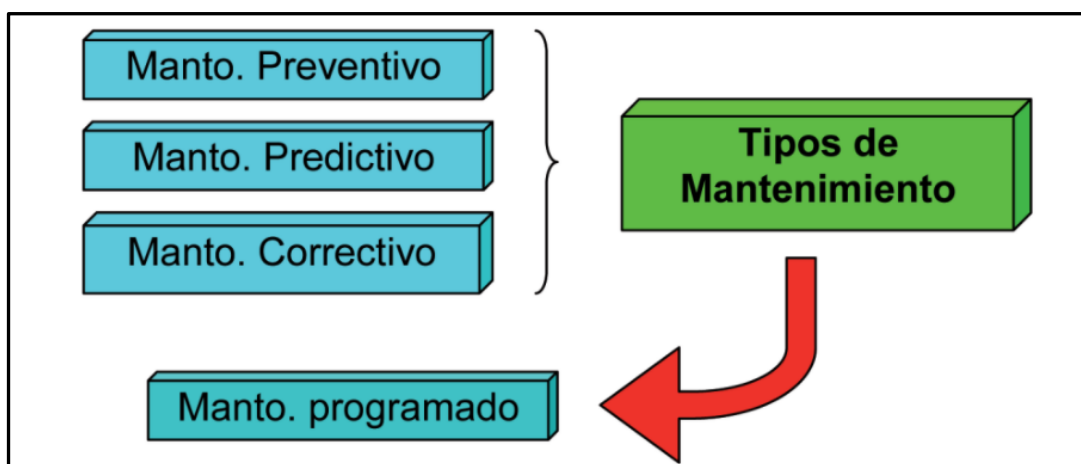 Manto. Preventivo
Manto. Predictivo
Manto. Correctivo
Tipos de
Mantenimiento
Manto. programado